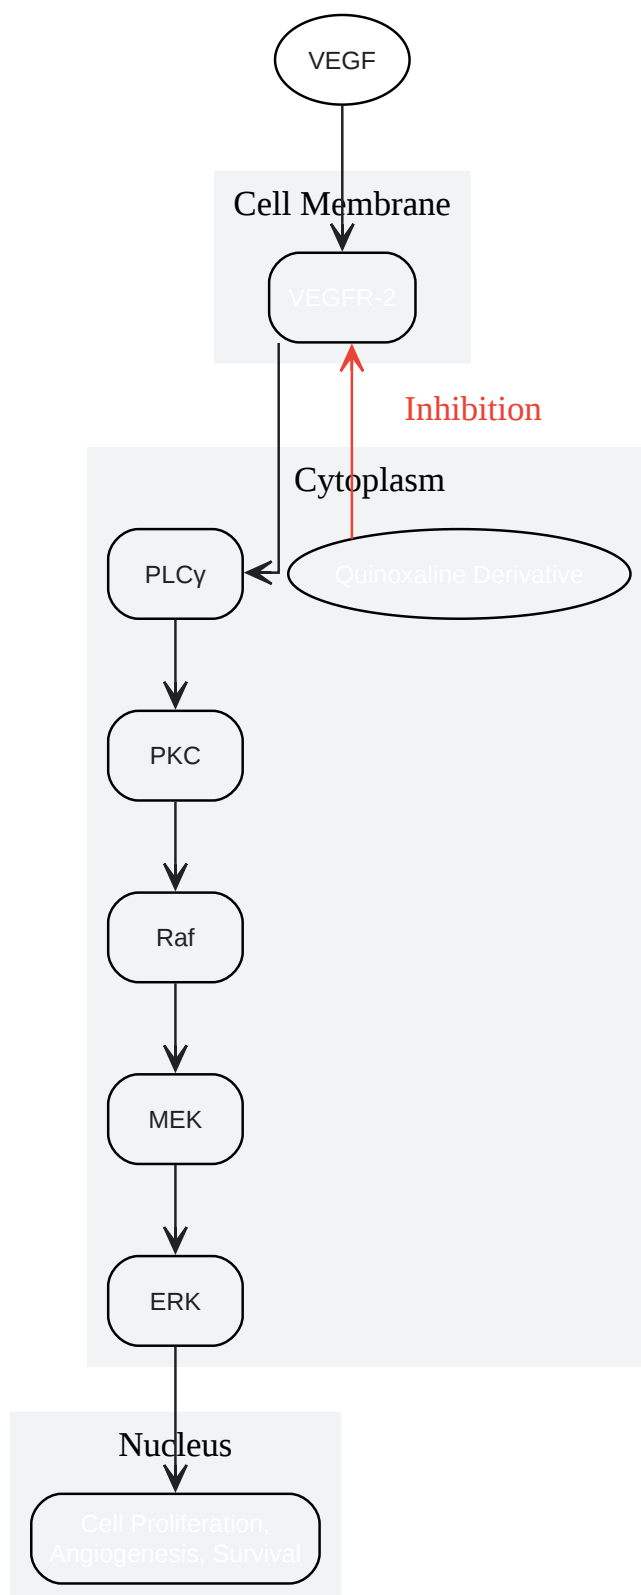 VEGF
Cell Membrane
VEGFR-2
Inhibition
Cytoplasm
PLCγ
Quinoxaline Derivative
PKC
Raf
MEK
ERK
Nucleus
Cell Proliferation,
Angiogenesis, Survival